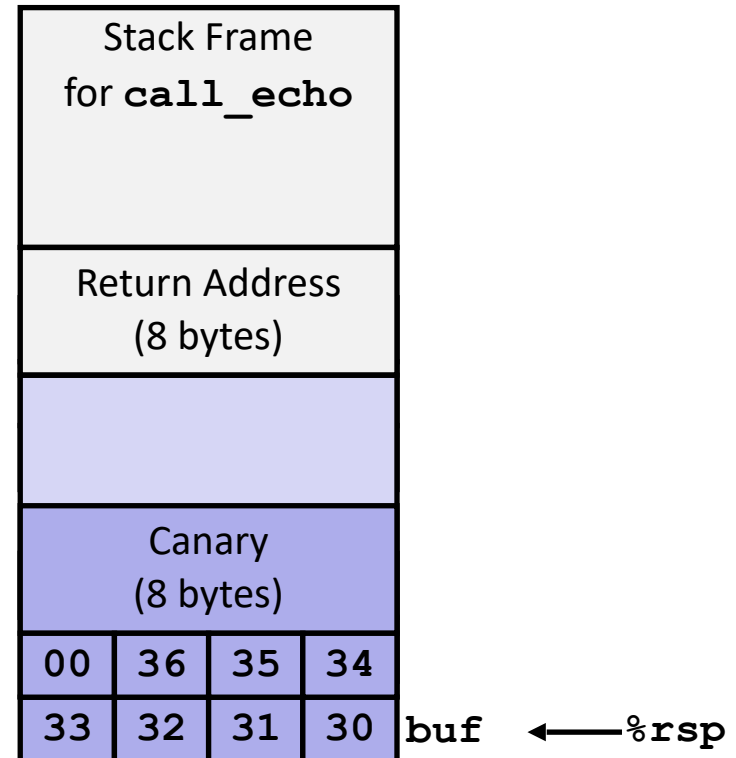 Stack Frame
for call_echo
Return Address
(8 bytes)
Canary
(8 bytes)
00 36 35 34
33 32 31 30 buf %rsp